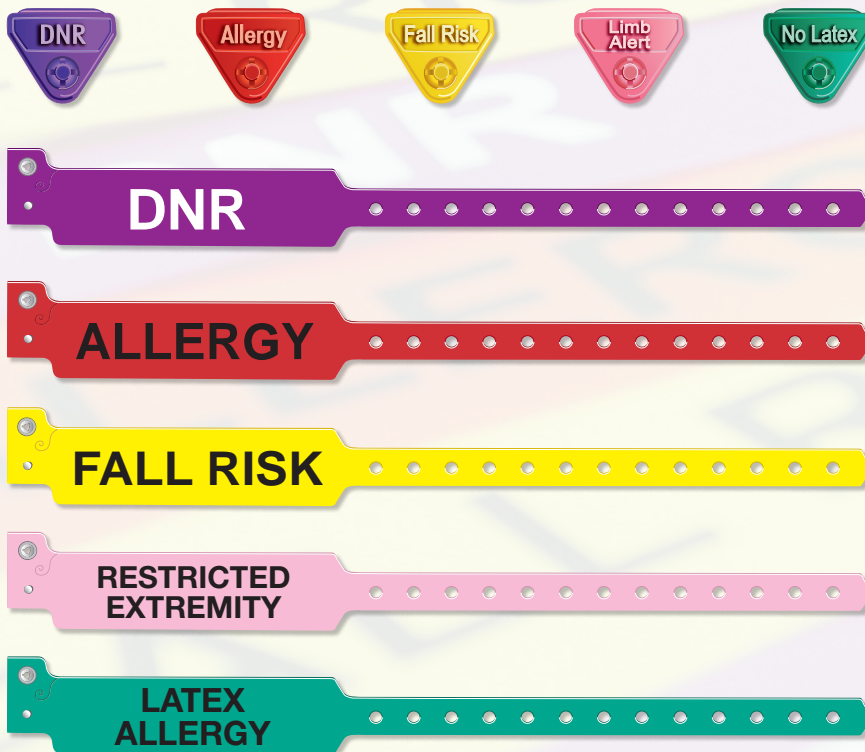 DNR
Allergy
Fall Risk
Limb
Alert
No Latex
DNR
ALLERGY
FALL RISK
RESTRICTED
EXTREMITY
LATEX
ALLERGY